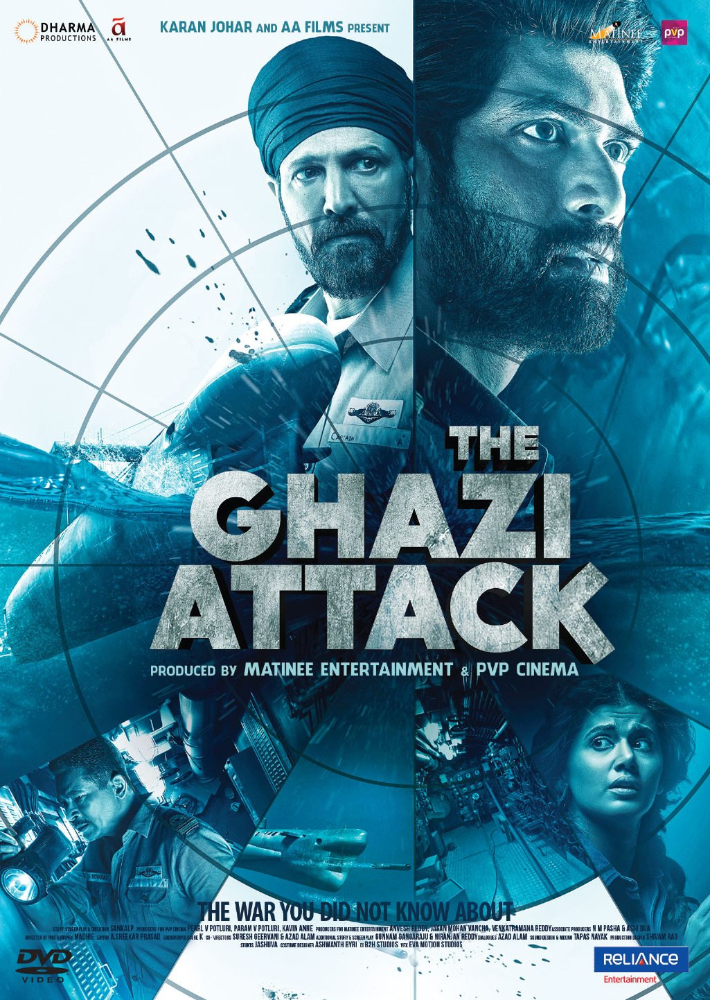 DHARMA
PRODUCTIONS
ā
AA FILMS
KARAN JOHAR AND AA FILMS PRESENT
MATINEE
ENTERTAINMENT
pvp
CAPTAIN
THE
GHAZI
ATTACK
PRODUCED BY MATINEE ENTERTAINMENT & PVP CINEMA
S DEVARAJ
THE WAR YOU DID NOT KNOW ABOUT
STORY, SCREENPLAY & DIRECTION SANKALP PRODUCERS FOR PVP CINEMA PEARL V POTLURI, PARAM V POTLURI, KAVIN ANNE PRODUCERS FOR MATINEE ENTERTAINMENT ANVESH REDDY, JAGAN MOHAN VANCHA, VENKATRAMANA REDDY ASSOCIATE PRODUCERS N M PASHA & ASHI DUA
DIRECTOR OF PHOTOGRAPHY MADHIE EDITOR A.SREEKAR PRASAD BACKGROUND SCORE K CO-DIRECTORS SURESH GEERVANI & AZAD ALAM ADDITIONAL STORY & SCREENPLAY GUNNAM GANGARAJU & NIRANJAN REDDY DIALOGUES AZAD ALAM SOUND DESIGN & MIXING TAPAS NAYAK PRODUCTION DESIGN SHIVAM RAO
STUNTS JASHUVA COSTUME DESIGNER ASHWANTH BYRI DI B2H STUDIOS VFX EVA MOTION STUDIOS
DVD
VIDEO
RELIANCE
Entertainment